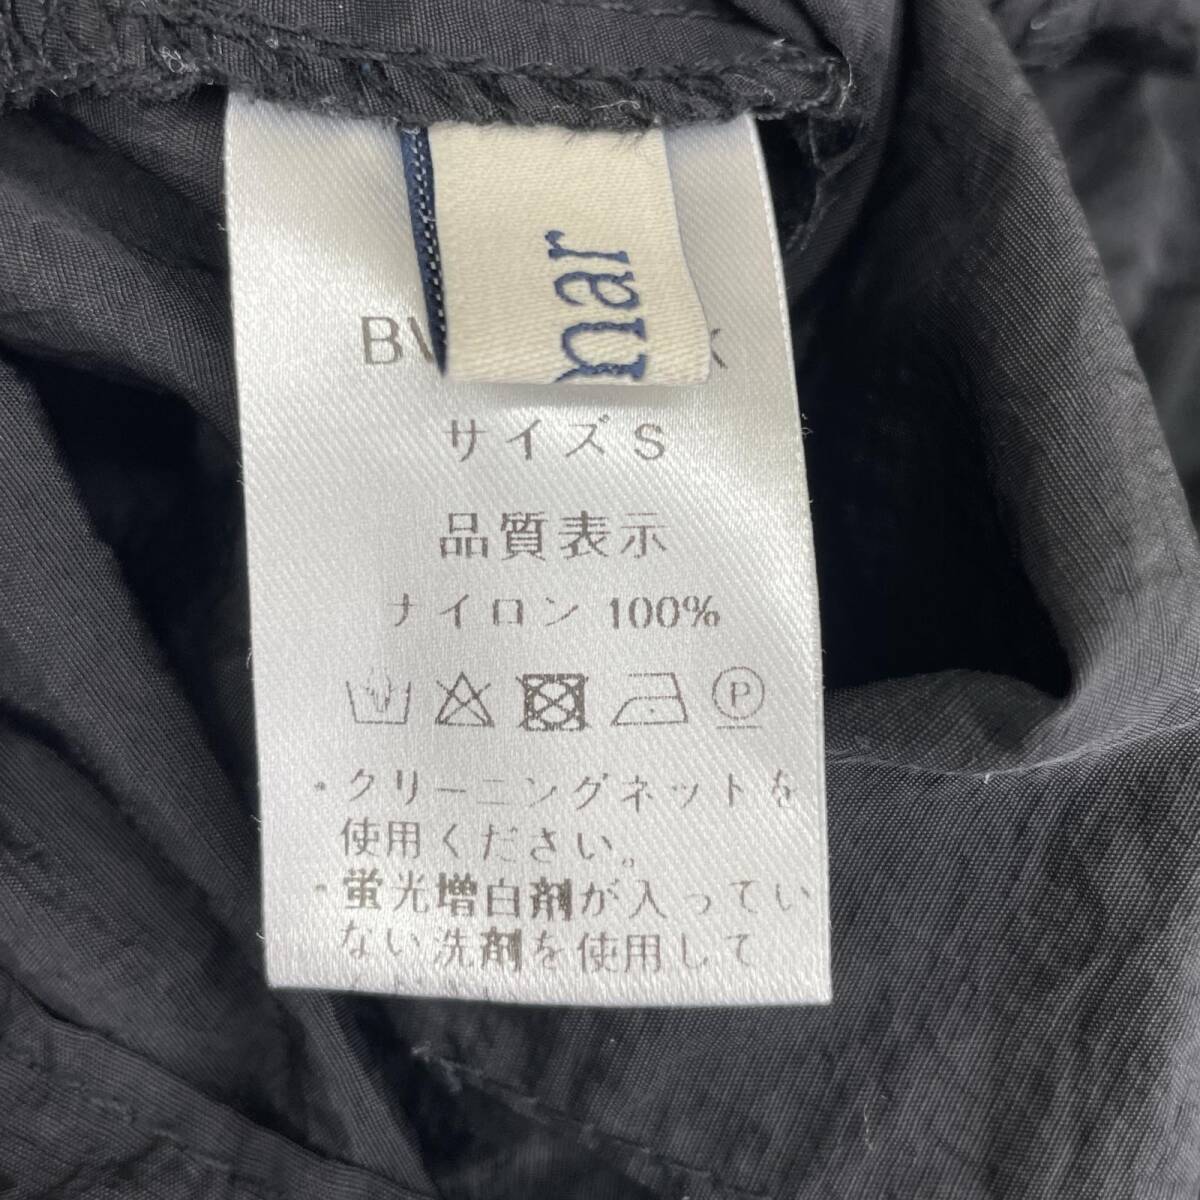 mar
サイズ S
品質表示
ナイロン 100%
P
・クリーニングネットを
使用ください。
・蛍光増白剤が入ってい
ない洗剤を使用して